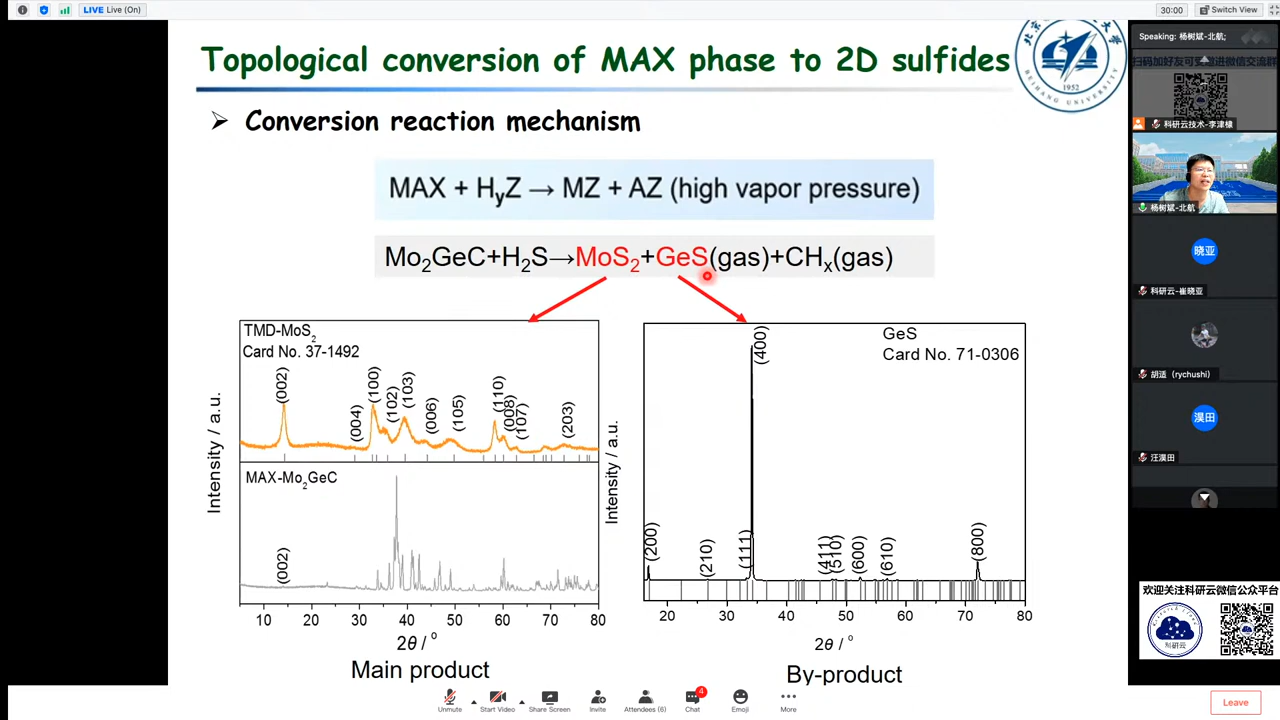 LIVE Live (On)
30:00
Switch View
Topological conversion of MAX phase to 2D sulfides
1952
BEIHANG UNIVERSITY
➢ Conversion reaction mechanism
MAX + HyZ → MZ + AZ (high vapor pressure)
Mo2GeC+H2S→MoS2+GeS(gas)+CHx(gas)
TMD-MoS2
Card No. 37-1492
(002)
(004)
(100)
(102)
(103)
(006)
(105)
(110)
(008)
(107)
(203)
MAX-Mo2GeC
(002)
Intensity / a.u.
10 20 30 40 50 60 70 80
2θ / °
Main product
GeS
Card No. 71-0306
(200)
(210)
(111)
(400)
(411)
(510)
(600)
(610)
(800)
Intensity / a.u.
20 30 40 50 60 70 80
2θ / °
By-product
Speaking: 杨树斌-北航;
科研云技术-李津棣
杨树斌-北航
晓亚
科研云-崔晓亚
胡适（rychushi）
淏田
汪淏田
欢迎关注科研云微信公众平台
科研云
Unmute
Start Video
Share Screen
Invite
Attendees (6)
4
Chat
Emoji
More
Leave